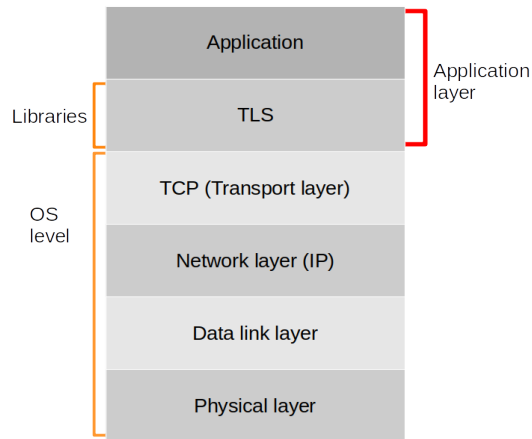 Application
Application
layer
Libraries
TLS
TCP (Transport layer)
OS
level
Network layer (IP)
Data link layer
Physical layer